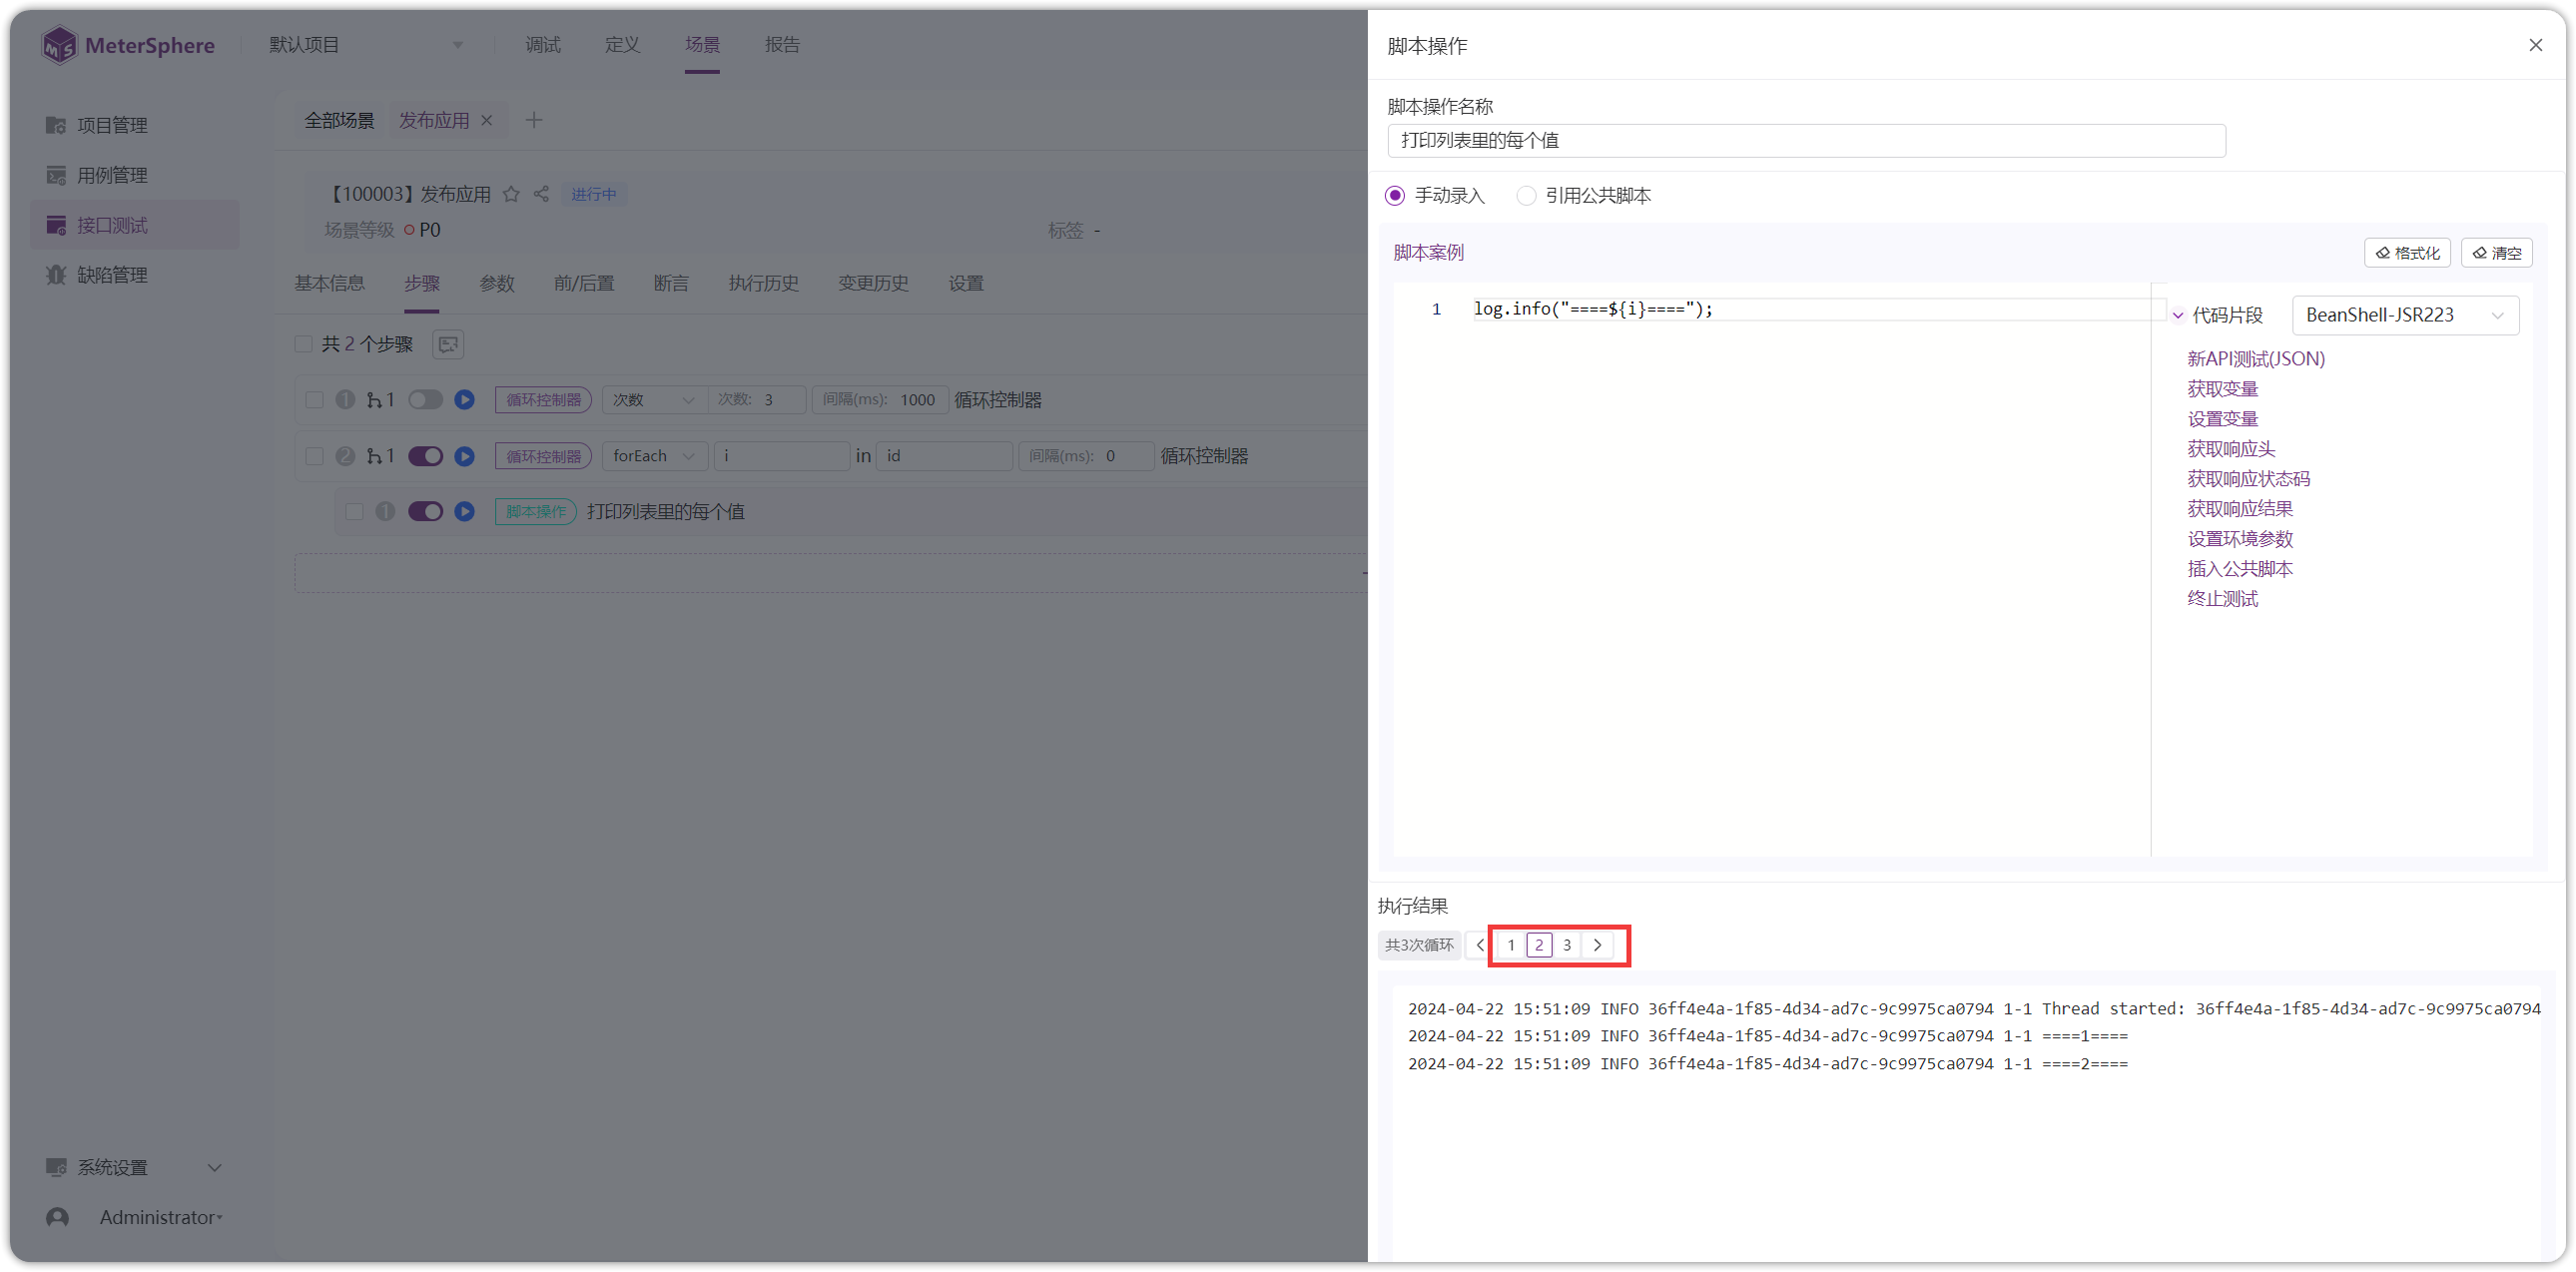 MeterSphere
默认项目
调试
定义
场景
报告
项目管理
用例管理
接口测试
缺陷管理
系统设置
Administrator
全部场景
发布应用
【100003】发布应用
进行中
场景等级
P0
标签 -
基本信息
步骤
参数
前/后置
断言
执行历史
变更历史
设置
共 2 个步骤
1
1
循环控制器
次数
次数: 3
间隔(ms): 1000
循环控制器
2
1
循环控制器
forEach
i
in
id
间隔(ms): 0
循环控制器
1
脚本操作
打印列表里的每个值
脚本操作
脚本操作名称
打印列表里的每个值
手动录入
引用公共脚本
脚本案例
格式化
清空
1
log.info("====${i}====");
代码片段
BeanShell-JSR223
新API测试(JSON)
获取变量
设置变量
获取响应头
获取响应状态码
获取响应结果
设置环境参数
插入公共脚本
终止测试
执行结果
共3次循环
1
2
3
2024-04-22 15:51:09 INFO 36ff4e4a-1f85-4d34-ad7c-9c9975ca0794 1-1 Thread started: 36ff4e4a-1f85-4d34-ad7c-9c9975ca0794
2024-04-22 15:51:09 INFO 36ff4e4a-1f85-4d34-ad7c-9c9975ca0794 1-1 ====1====
2024-04-22 15:51:09 INFO 36ff4e4a-1f85-4d34-ad7c-9c9975ca0794 1-1 ====2====